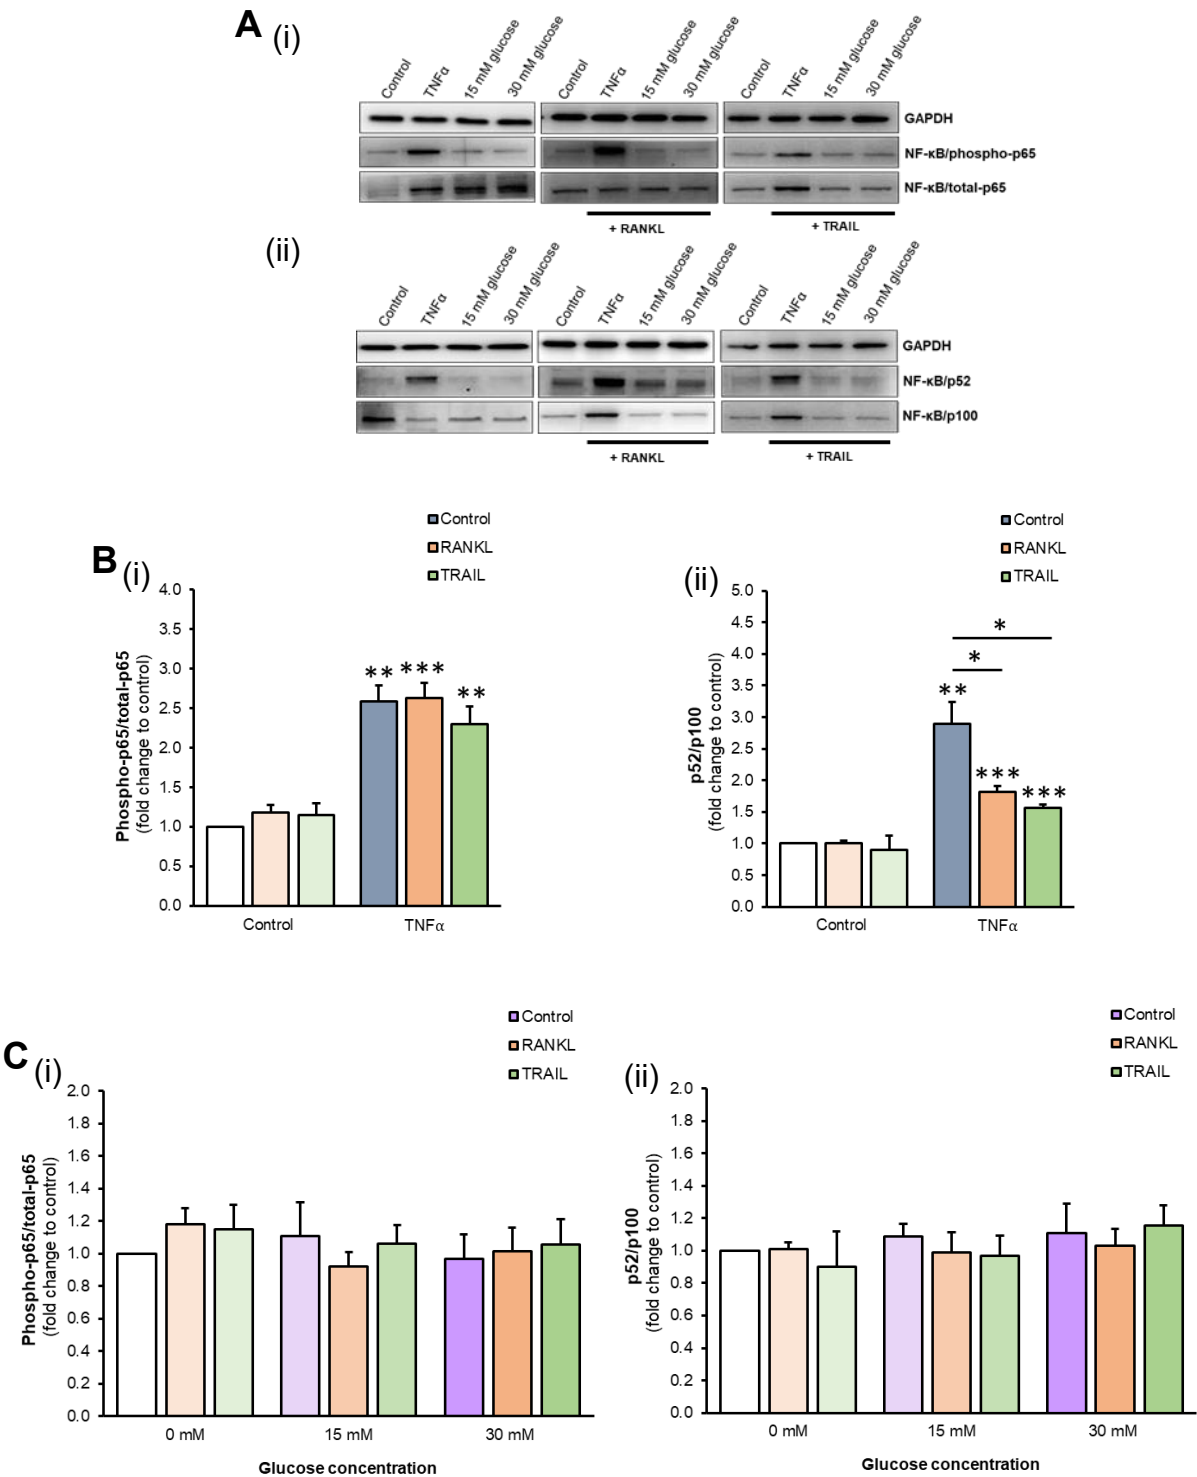 A (i)
Control TNFα 15 mM glucose 30 mM glucose Control TNFα 15 mM glucose 30 mM glucose Control TNFα 15 mM glucose 30 mM glucose
GAPDH
NF-κB/phospho-p65
NF-κB/total-p65
+ RANKL + TRAIL
(ii)
Control TNFα 15 mM glucose 30 mM glucose Control TNFα 15 mM glucose 30 mM glucose Control TNFα 15 mM glucose 30 mM glucose
GAPDH
NF-κB/p52
NF-κB/p100
+ RANKL + TRAIL
B (i)
Control
RANKL
TRAIL
Phospho-p65/total-p65
(fold change to control)
4.0
3.5
3.0
2.5
2.0
1.5
1.0
0.5
0.0
** *** **
Control TNFα
(ii)
Control
RANKL
TRAIL
p52/p100
(fold change to control)
5.0
4.5
4.0
3.5
3.0
2.5
2.0
1.5
1.0
0.5
0.0
*
*
**
***
***
Control TNFα
C (i)
Control
RANKL
TRAIL
Phospho-p65/total-p65
(fold change to control)
2.0
1.8
1.6
1.4
1.2
1.0
0.8
0.6
0.4
0.2
0.0
0 mM 15 mM 30 mM
Glucose concentration
(ii)
Control
RANKL
TRAIL
p52/p100
(fold change to control)
2.0
1.8
1.6
1.4
1.2
1.0
0.8
0.6
0.4
0.2
0.0
0 mM 15 mM 30 mM
Glucose concentration